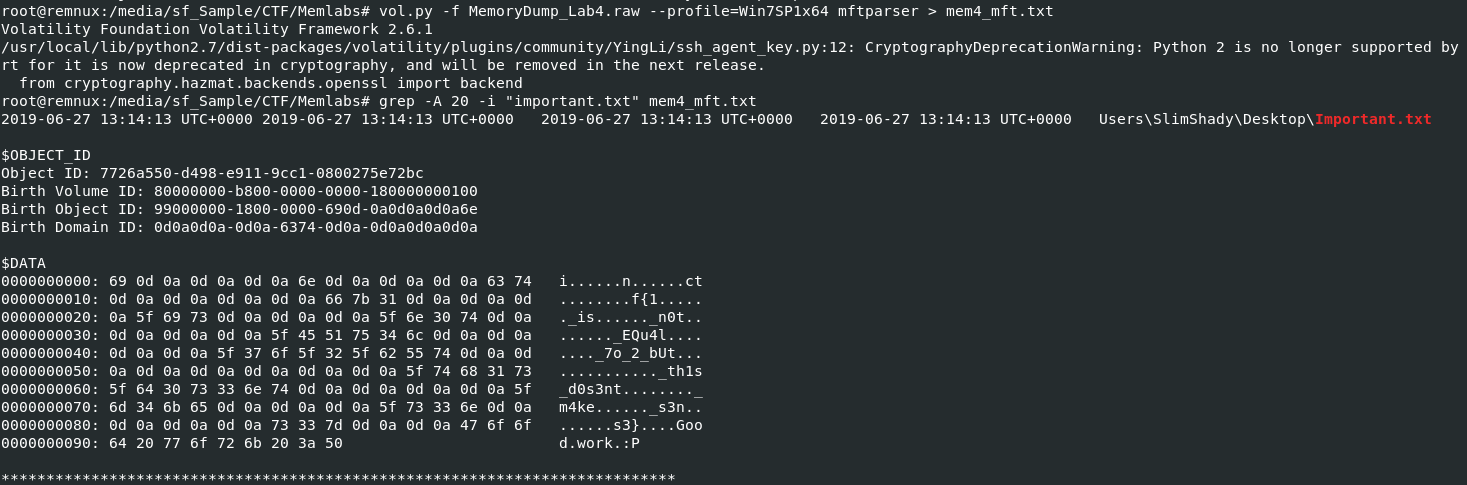 root@remnux:/media/sf_Sample/CTF/Memlabs# vol.py -f MemoryDump_Lab4.raw --profile=Win7SP1x64 mftparser > mem4_mft.txt
Volatility Foundation Volatility Framework 2.6.1
/usr/local/lib/python2.7/dist-packages/volatility/plugins/community/YingLi/ssh_agent_key.py:12: CryptographyDeprecationWarning: Python 2 is no longer supported by
rt for it is now deprecated in cryptography, and will be removed in the next release.
  from cryptography.hazmat.backends.openssl import backend
root@remnux:/media/sf_Sample/CTF/Memlabs# grep -A 20 -i "important.txt" mem4_mft.txt
2019-06-27 13:14:13 UTC+0000 2019-06-27 13:14:13 UTC+0000   2019-06-27 13:14:13 UTC+0000   2019-06-27 13:14:13 UTC+0000   Users\SlimShady\Desktop\Important.txt
$OBJECT_ID
Object ID: 7726a550-d498-e911-9cc1-0800275e72bc
Birth Volume ID: 80000000-b800-0000-0000-180000000100
Birth Object ID: 99000000-1800-0000-690d-0a0d0a0d0a6e
Birth Domain ID: 0d0a0d0a-0d0a-6374-0d0a-0d0a0d0a0d0a
$DATA
0000000000: 69 0d 0a 0d 0a 0d 0a 6e 0d 0a 0d 0a 0d 0a 63 74   i......n......ct
0000000010: 0d 0a 0d 0a 0d 0a 0d 0a 66 7b 31 0d 0a 0d 0a 0d   ........f{1.....
0000000020: 0a 5f 69 73 0d 0a 0d 0a 0d 0a 5f 6e 30 74 0d 0a   ._is......_n0t..
0000000030: 0d 0a 0d 0a 0d 0a 5f 45 51 75 34 6c 0d 0a 0d 0a   ......_EQu4l....
0000000040: 0d 0a 0d 0a 5f 37 6f 5f 32 5f 62 55 74 0d 0a 0d   ...._7o_2_bUt...
0000000050: 0a 0d 0a 0d 0a 0d 0a 0d 0a 0d 0a 5f 74 68 31 73   ..........._th1s
0000000060: 5f 64 30 73 33 6e 74 0d 0a 0d 0a 0d 0a 0d 0a 5f   _d0s3nt........_
0000000070: 6d 34 6b 65 0d 0a 0d 0a 0d 0a 5f 73 33 6e 0d 0a   m4ke......_s3n..
0000000080: 0d 0a 0d 0a 0d 0a 73 33 7d 0d 0a 0d 0a 47 6f 6f   ......s3}....Goo
0000000090: 64 20 77 6f 72 6b 20 3a 50                        d.work.:P
***************************************************************************